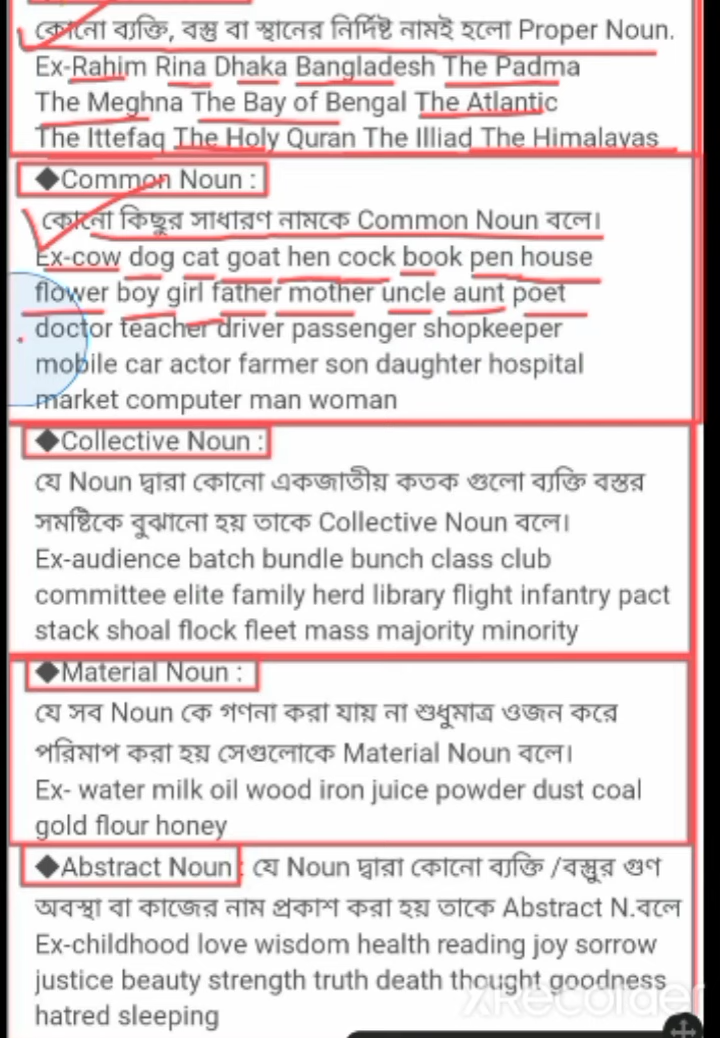 কোনো ব্যক্তি, বস্তু বা স্থানের নির্দিষ্ট নামই হলো Proper Noun.
Ex-Rahim Rina Dhaka Bangladesh The Padma
The Meghna The Bay of Bengal The Atlantic
The Ittefaq The Holy Quran The Illiad The Himalayas
◆Common Noun :
কোনো কিছুর সাধারণ নামকে Common Noun বলে।
Ex-cow dog cat goat hen cock book pen house
flower boy girl father mother uncle aunt poet
doctor teacher driver passenger shopkeeper
mobile car actor farmer son daughter hospital
market computer man woman
◆Collective Noun :
যে Noun দ্বারা কোনো একজাতীয় কতক গুলো ব্যক্তি বস্তর
সমষ্টিকে বুঝানো হয় তাকে Collective Noun বলে।
Ex-audience batch bundle bunch class club
committee elite family herd library flight infantry pact
stack shoal flock fleet mass majority minority
◆Material Noun :
যে সব Noun কে গণনা করা যায় না শুধুমাত্র ওজন করে
পরিমাপ করা হয় সেগুলোকে Material Noun বলে।
Ex- water milk oil wood iron juice powder dust coal
gold flour honey
◆Abstract Noun : যে Noun দ্বারা কোনো ব্যক্তি /বস্তুর গুণ
অবস্থা বা কাজের নাম প্রকাশ করা হয় তাকে Abstract N.বলে
Ex-childhood love wisdom health reading joy sorrow
justice beauty strength truth death thought goodness
hatred sleeping
XRecorder